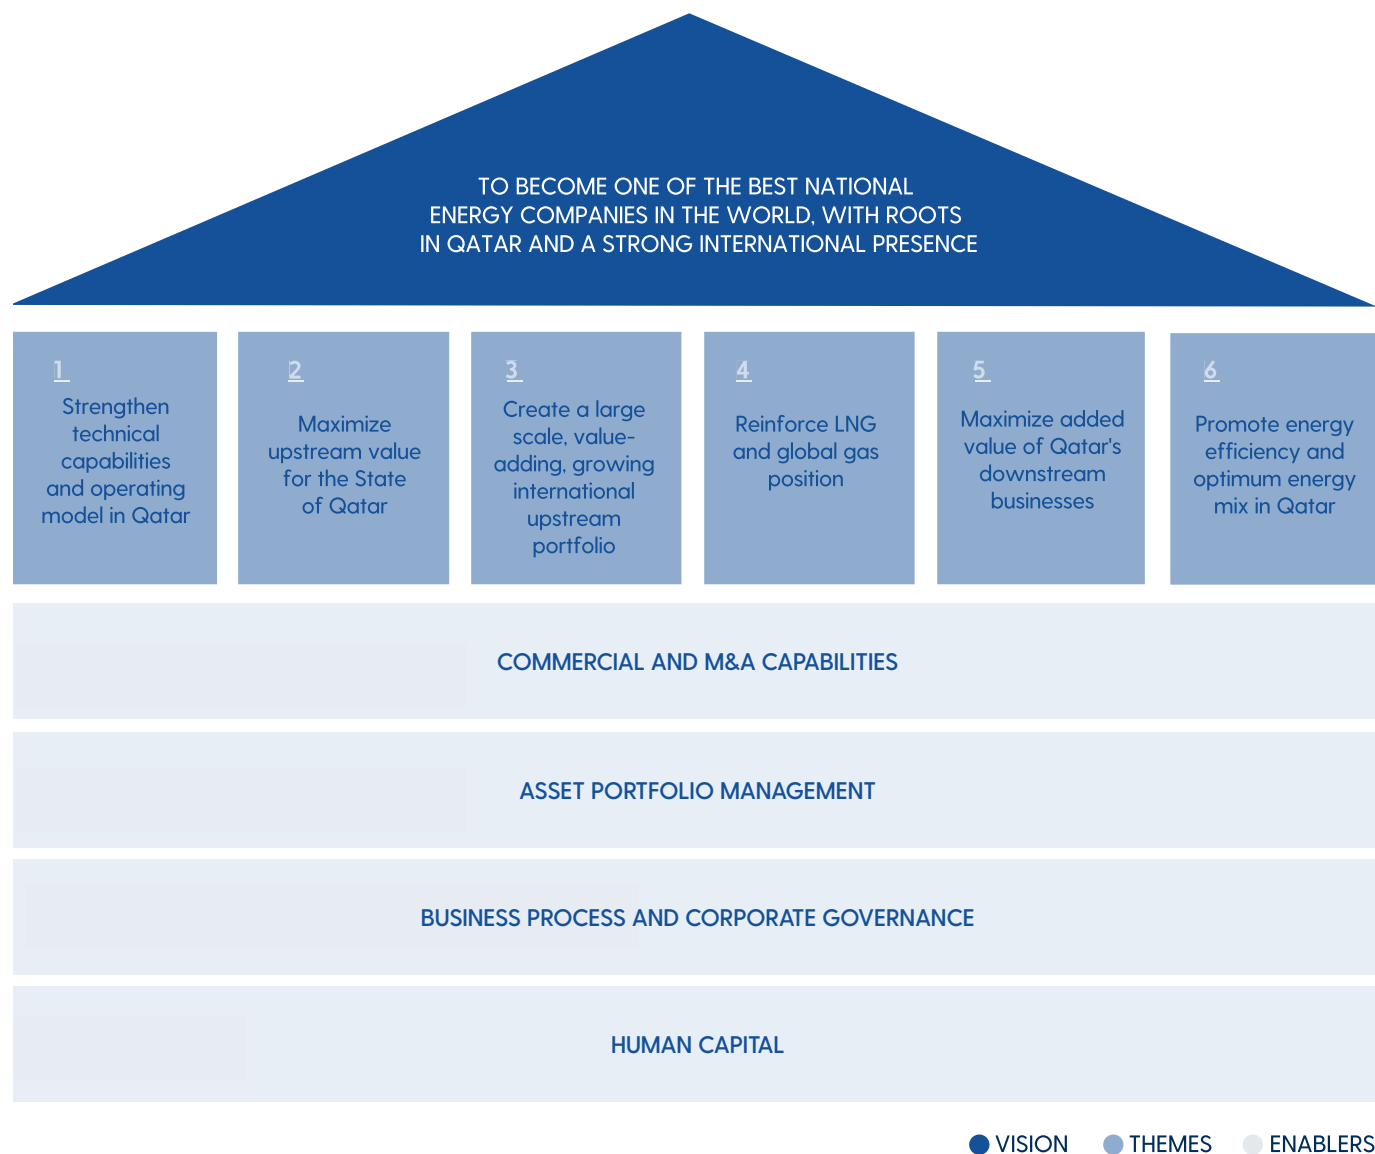 TO BECOME ONE OF THE BEST NATIONAL
ENERGY COMPANIES IN THE WORLD, WITH ROOTS
IN QATAR AND A STRONG INTERNATIONAL PRESENCE
1
Strengthen
technical
capabilities
and operating
model in Qatar
2
Maximize
upstream value
for the State
of Qatar
3
Create a large
scale, value-
adding, growing
international
upstream
portfolio
4
Reinforce LNG
and global gas
position
5
Maximize added
value of Qatar's
downstream
businesses
6
Promote energy
efficiency and
optimum energy
mix in Qatar
COMMERCIAL AND M&A CAPABILITIES
ASSET PORTFOLIO MANAGEMENT
BUSINESS PROCESS AND CORPORATE GOVERNANCE
HUMAN CAPITAL
VISION THEMES ENABLERS